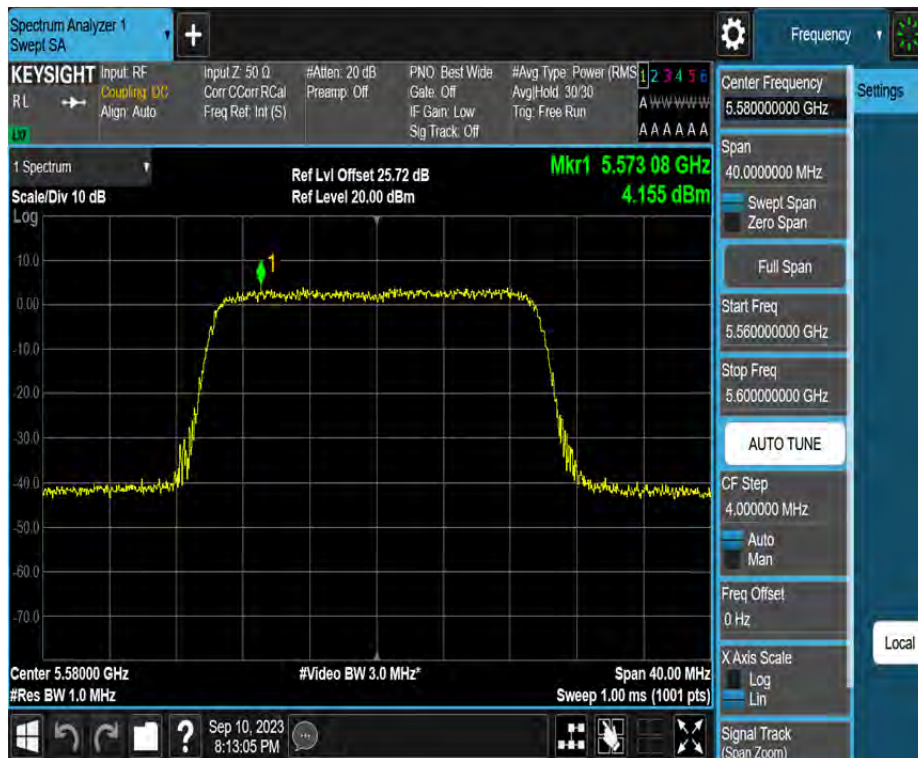 Spectrum Analyzer 1
Swept SA
Frequency
KEYSIGHT
RL
LXI
Input: RF
Coupling: DC
Align: Auto
Input Z: 50 Ω
Corr CCorr RCal
Freq Ref: Int (S)
#Atten: 20 dB
Preamp: Off
PNO: Best Wide
Gate: Off
IF Gain: Low
Sig Track: Off
#Avg Type: Power (RMS
Avg|Hold: 30/30
Trig: Free Run
1 2 3 4 5 6
A W W W W W
A A A A A A
1 Spectrum
Scale/Div 10 dB
Log
Ref Lvl Offset 25.72 dB
Ref Level 20.00 dBm
Mkr1 5.573 08 GHz
4.155 dBm
1
10.0
0.00
-10.0
-20.0
-30.0
-40.0
-50.0
-60.0
-70.0
Center 5.58000 GHz
#Res BW 1.0 MHz
#Video BW 3.0 MHz*
Span 40.00 MHz
Sweep 1.00 ms (1001 pts)
Sep 10, 2023
8:13:05 PM
Center Frequency
5.580000000 GHz
Span
40.0000000 MHz
Swept Span
Zero Span
Full Span
Start Freq
5.560000000 GHz
Stop Freq
5.600000000 GHz
AUTO TUNE
CF Step
4.000000 MHz
Auto
Man
Freq Offset
0 Hz
X Axis Scale
Log
Lin
Signal Track
(Span Zoom)
Settings
Local